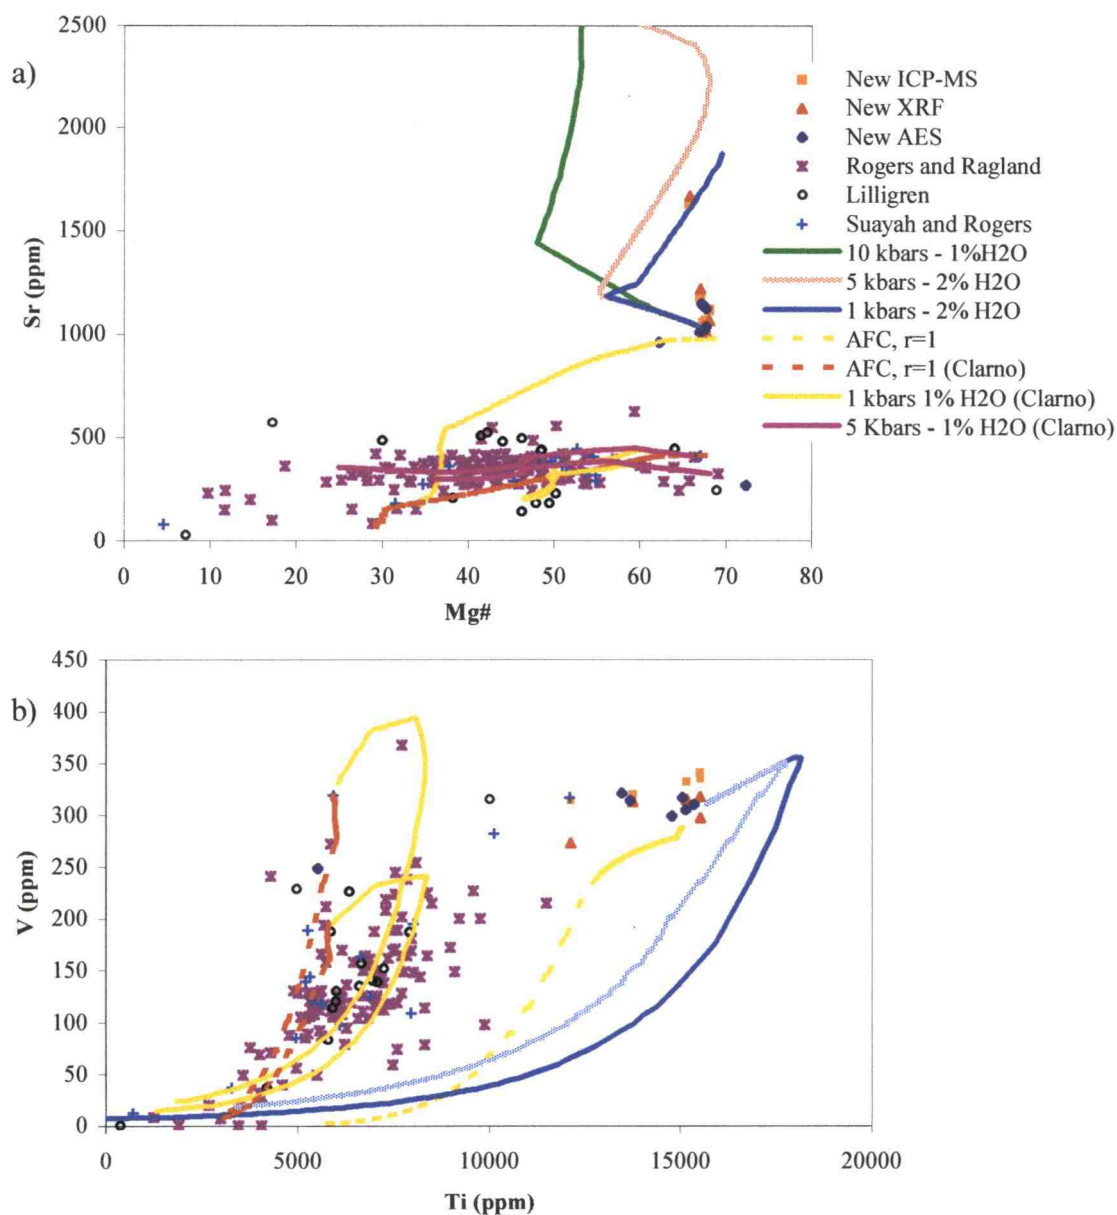 a)
Sr (ppm)
2500
2000
1500
1000
500
0
0 10 20 30 40 50 60 70 80
Mg#
New ICP-MS
New XRF
New AES
Rogers and Ragland
Lilligren
Suayah and Rogers
10 kbars - 1%H2O
5 kbars - 2% H2O
1 kbars - 2% H2O
AFC, r=1
AFC, r=1 (Clarno)
1 kbars 1% H2O (Clarno)
5 Kbars - 1% H2O (Clarno)
b)
V (ppm)
450
400
350
300
250
200
150
100
50
0
0 5000 10000 15000 20000
Ti (ppm)